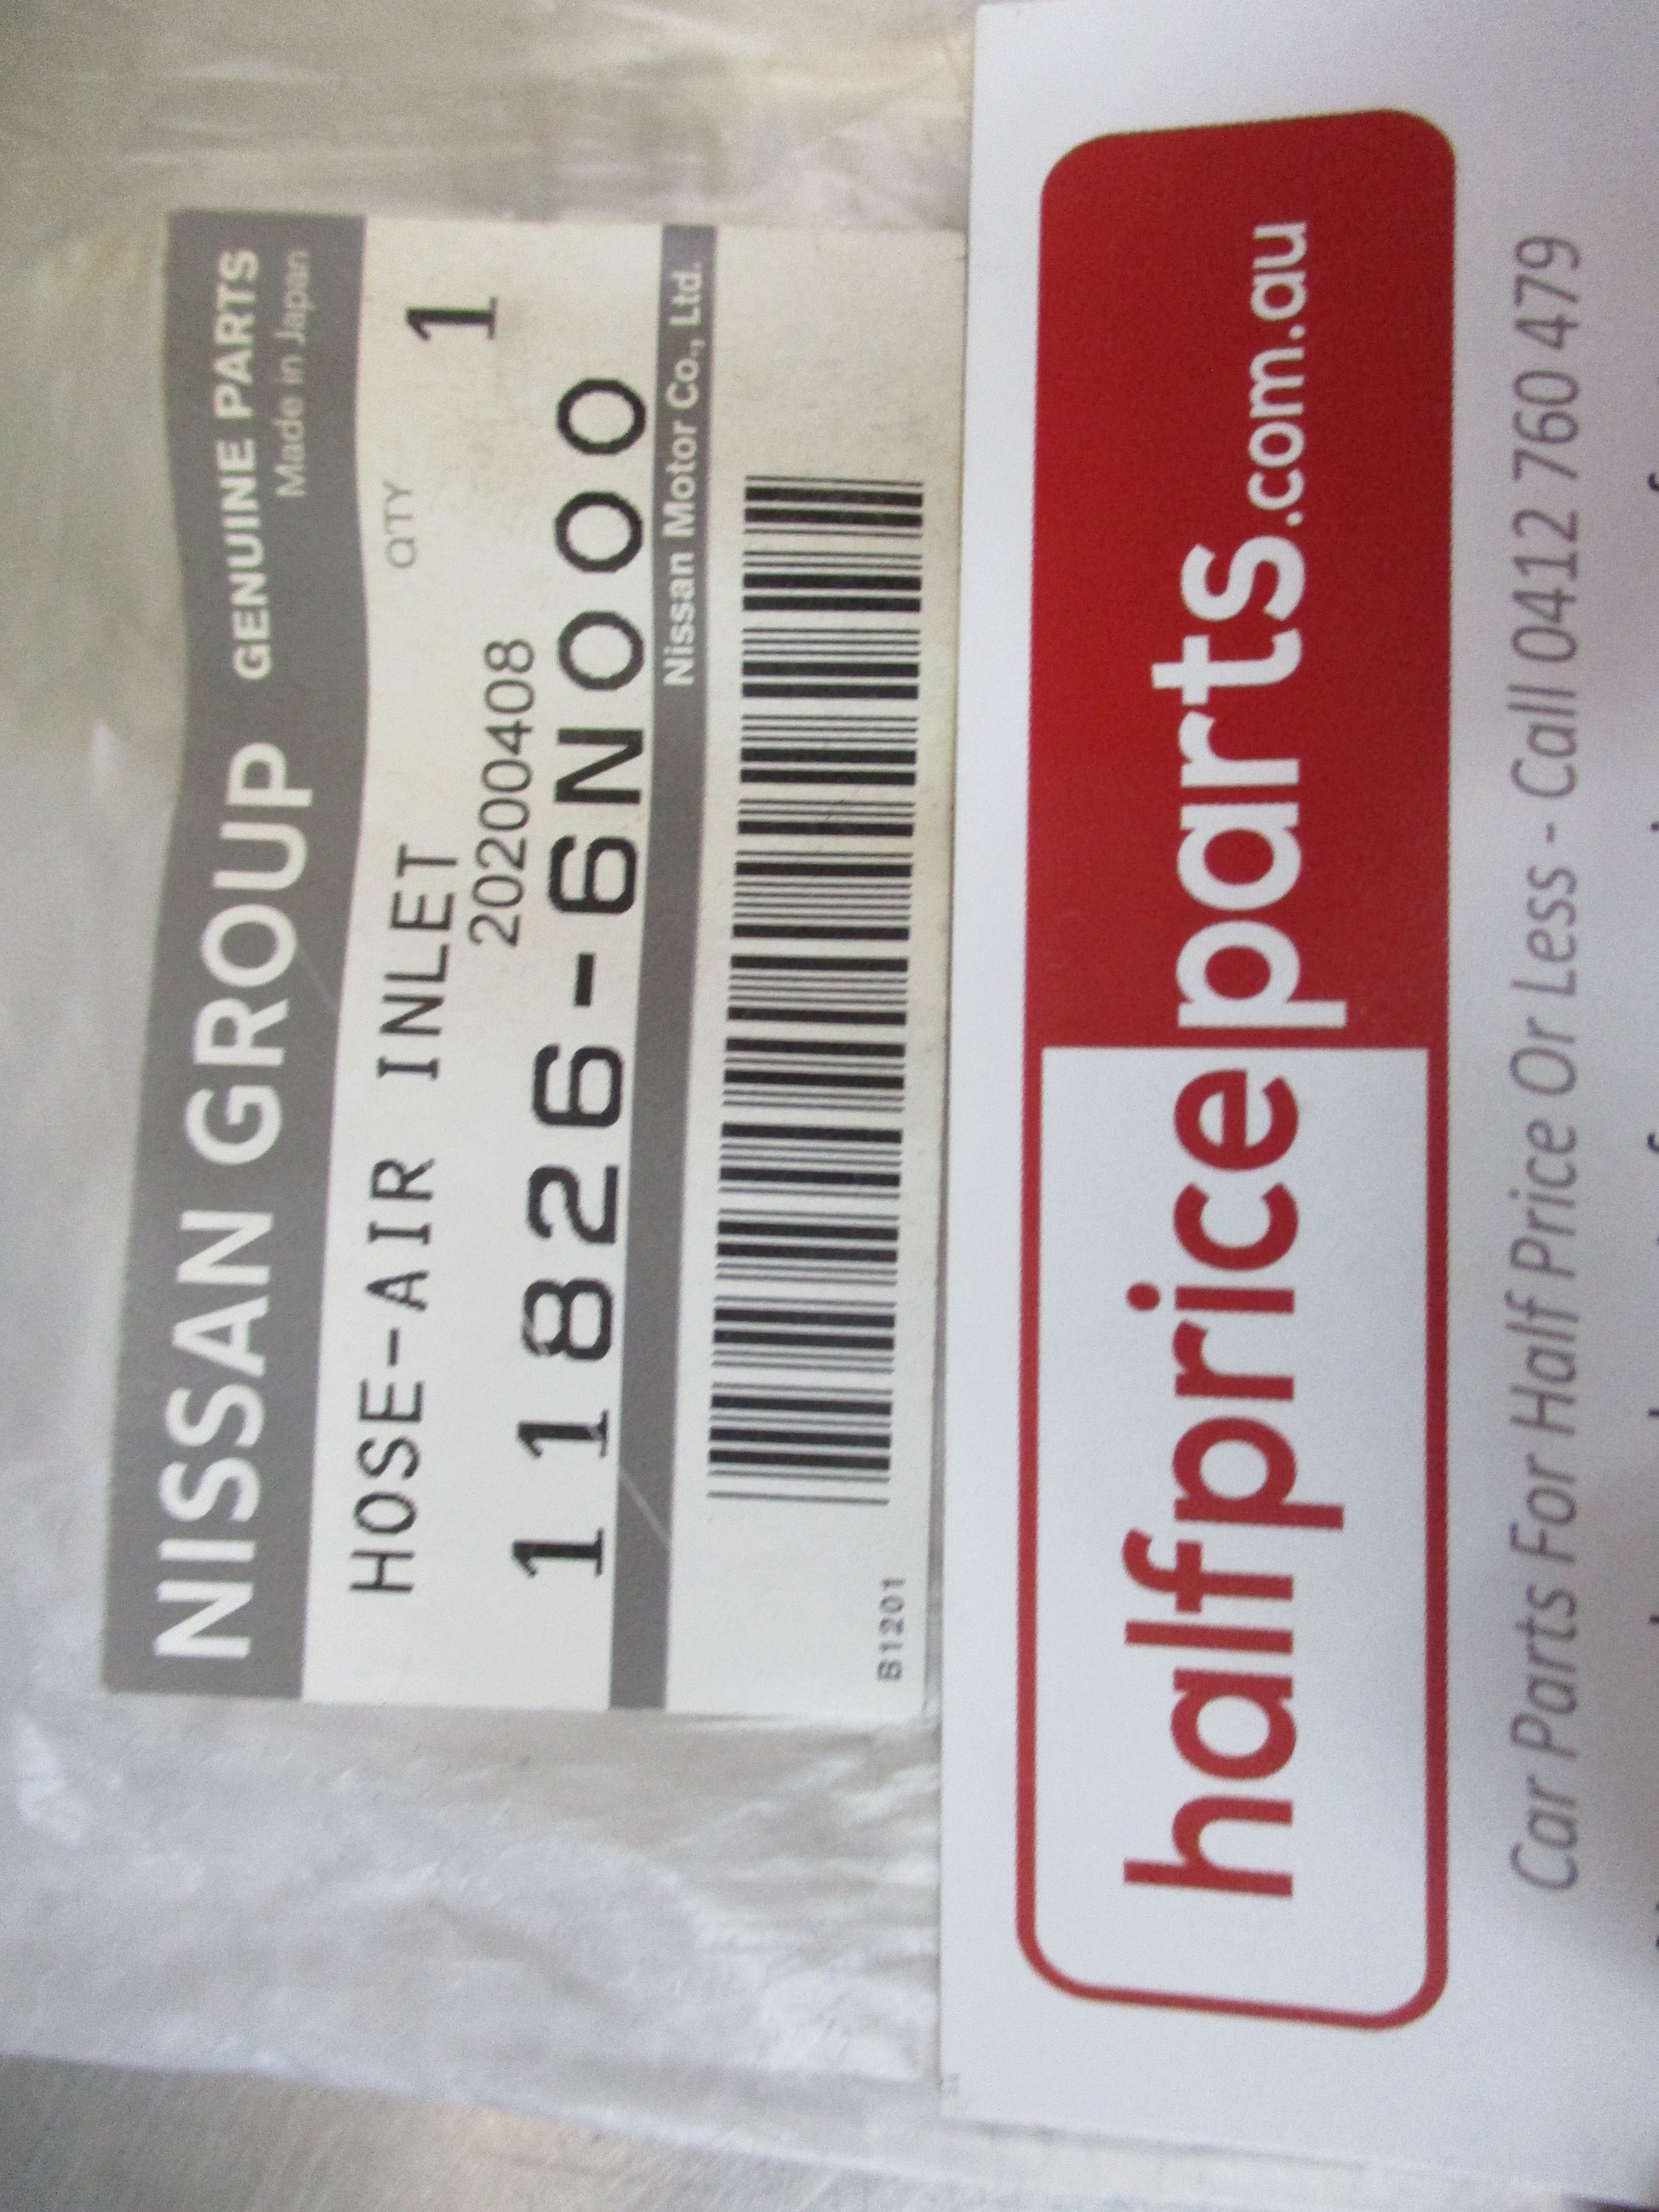 NISSAN GROUP GENUINE PARTS
Made in Japan
HOSE-AIR INLET QTY 1
20200408
11826-6N000
Nissan Motor Co., Ltd.
B1201
halfpriceparts.com.au
Car Parts For Half Price Or Less - Call 0412 760 479